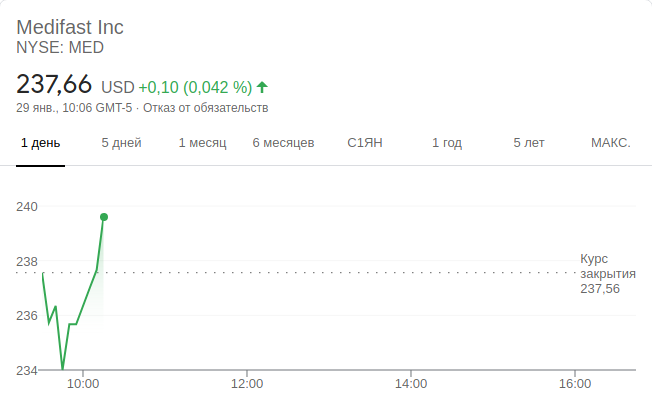 Medifast Inc
NYSE: MED
237,66 USD +0,10 (0,042 %)
29 янв., 10:06 GMT-5 · Отказ от обязательств
1 день 5 дней 1 месяц 6 месяцев С1ЯН 1 год 5 лет МАКС.
240
238
236
234
Курс
закрытия
237,56
10:00 12:00 14:00 16:00